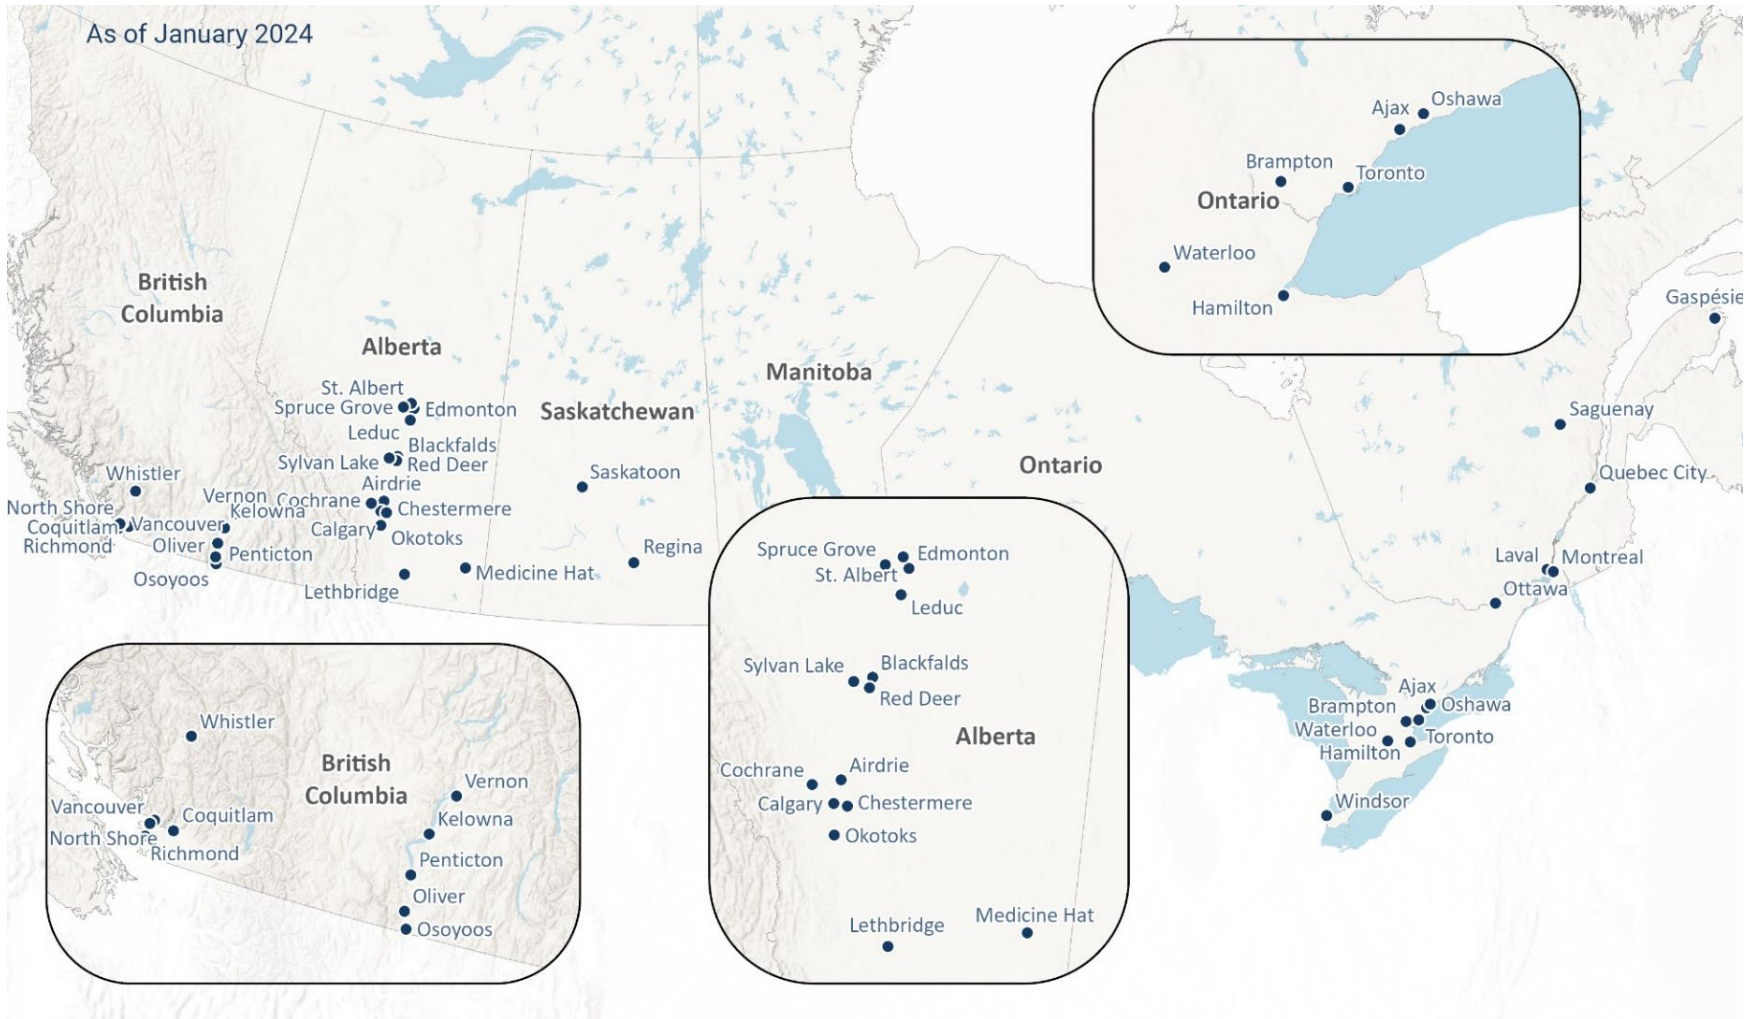 As of January 2024
British
Columbia
Alberta
St. Albert
Spruce Grove
Edmonton
Leduc
Blackfalds
Sylvan Lake
Red Deer
Airdrie
Cochrane
Chestermere
Calgary
Okotoks
Lethbridge
Medicine Hat
Whistler
Vernon
Kelowna
North Shore
Coquitlam
Vancouver
Richmond
Oliver
Penticton
Osoyoos
Saskatchewan
Saskatoon
Regina
Manitoba
Ontario
Ajax
Oshawa
Brampton
Toronto
Ontario
Waterloo
Hamilton
Gaspésie
Saguenay
Quebec City
Laval
Montreal
Ottawa
Ajax
Brampton
Oshawa
Waterloo
Toronto
Hamilton
Windsor
Whistler
British
Columbia
Vernon
Vancouver
Coquitlam
Kelowna
North Shore
Richmond
Penticton
Oliver
Osoyoos
Spruce Grove
Edmonton
St. Albert
Leduc
Sylvan Lake
Blackfalds
Red Deer
Alberta
Cochrane
Airdrie
Calgary
Chestermere
Okotoks
Lethbridge
Medicine Hat